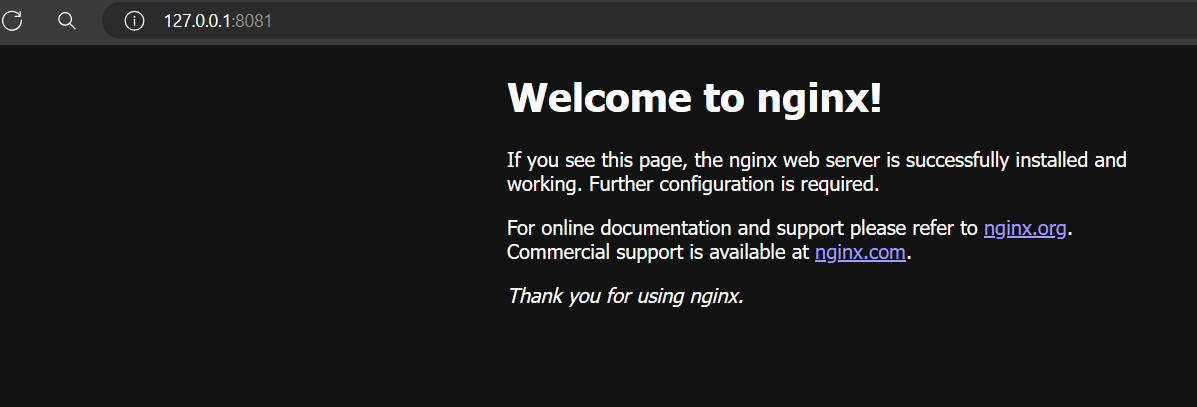 127.0.0.1:8081
Welcome to nginx!
If you see this page, the nginx web server is successfully installed and
working. Further configuration is required.
For online documentation and support please refer to nginx.org.
Commercial support is available at nginx.com.
Thank you for using nginx.